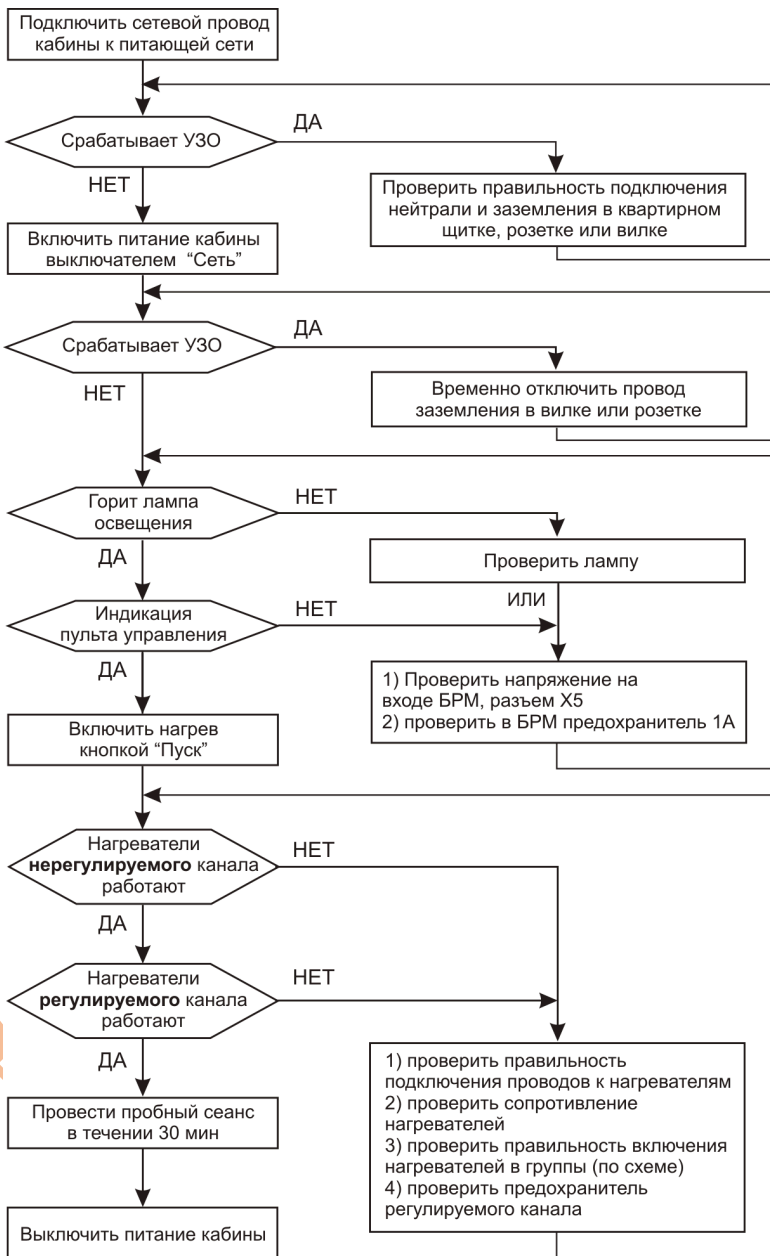 Подключить сетевой провод
кабины к питающей сети
Срабатывает УЗО
ДА
НЕТ
Проверить правильность подключения
нейтрали и заземления в квартирном
щитке, розетке или вилке
Включить питание кабины
выключателем “Сеть”
Срабатывает УЗО
ДА
НЕТ
Временно отключить провод
заземления в вилке или розетке
Горит лампа
освещения
НЕТ
ДА
Проверить лампу
ИЛИ
Индикация
пульта управления
НЕТ
ДА
1) Проверить напряжение на
входе БРМ, разъем X5
2) проверить в БРМ предохранитель 1А
Включить нагрев
кнопкой “Пуск”
Нагреватели
нерегулируемого канала
работают
НЕТ
ДА
Нагреватели
регулируемого канала
работают
НЕТ
ДА
1) проверить правильность
подключения проводов к нагревателям
2) проверить сопротивление
нагревателей
3) проверить правильность включения
нагревателей в группы (по схеме)
4) проверить предохранитель
регулируемого канала
Провести пробный сеанс
в течении 30 мин
Выключить питание кабины